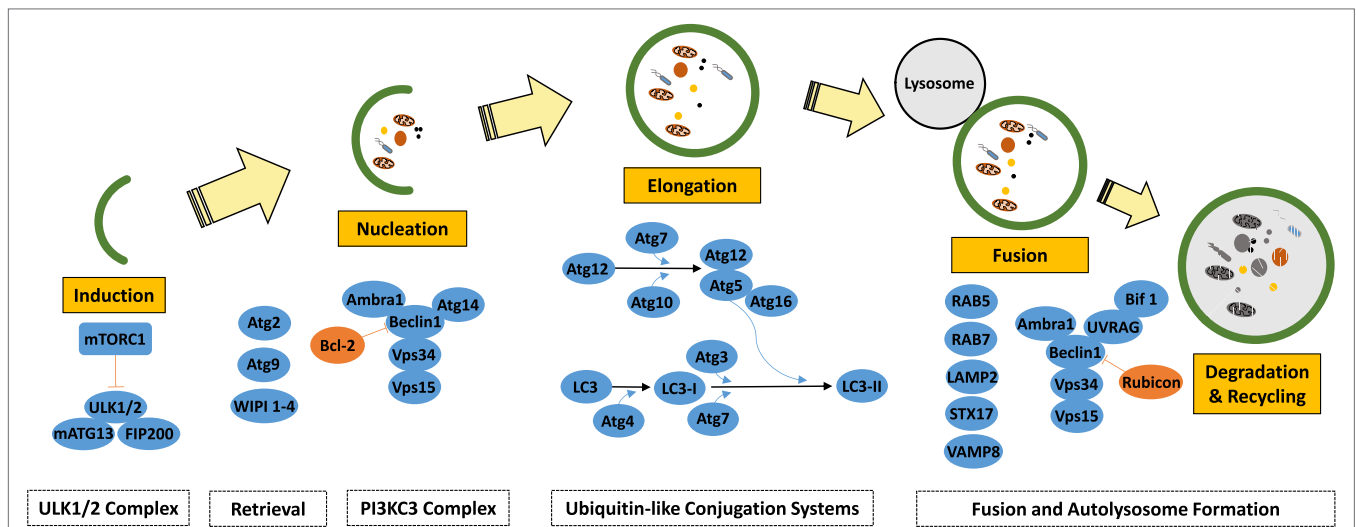 Lysosome
Induction
mTORC1
ULK1/2
mATG13
FIP200
Atg2
Atg9
WIPI 1-4
Nucleation
Ambra1
Atg14
Beclin1
Bcl-2
Vps34
Vps15
Elongation
Atg7
Atg12
Atg12
Atg5
Atg10
Atg16
Atg3
LC3
LC3-I
LC3-II
Atg4
Atg7
Fusion
RAB5
RAB7
LAMP2
STX17
VAMP8
Bif 1
Ambra1
UVRAG
Beclin1
Vps34
Rubicon
Vps15
Degradation
& Recycling
ULK1/2 Complex
Retrieval
PI3KC3 Complex
Ubiquitin-like Conjugation Systems
Fusion and Autolysosome Formation